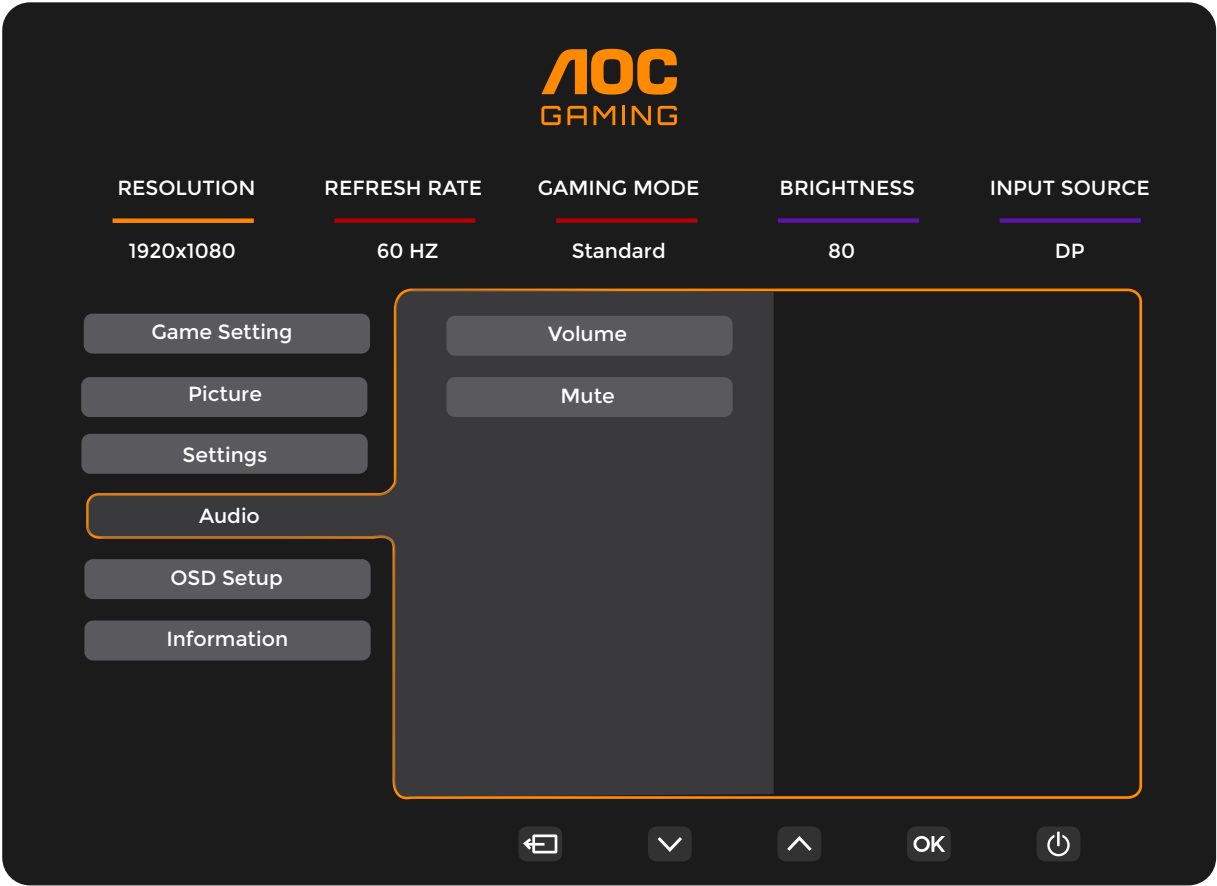 AOC
GAMING
RESOLUTION REFRESH RATE GAMING MODE BRIGHTNESS INPUT SOURCE
1920x1080 60 HZ Standard 80 DP
Game Setting
Picture
Settings
Audio
OSD Setup
Information
Volume
Mute
OK